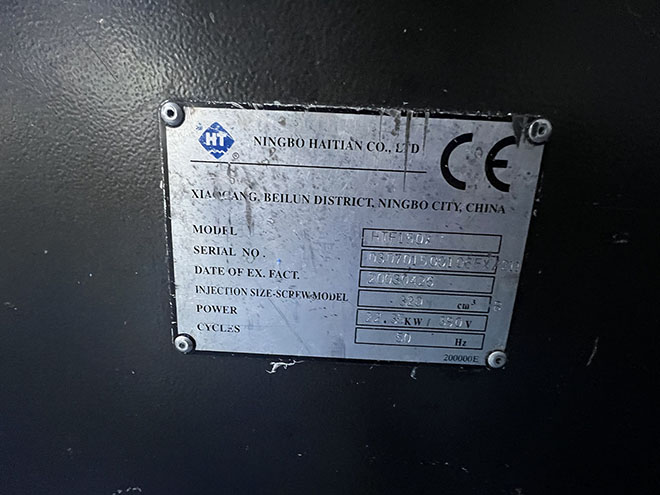 HT
NINGBO HAITIAN CO., LTD
CE
XIAOGANG, BEILUN DISTRICT, NINGBO CITY, CHINA
MODEL
SERIAL NO.
DATE OF EX. FACT.
INJECTION SIZE-SCREW MODEL cm³
POWER KW / V
CYCLES 50 Hz
200000E